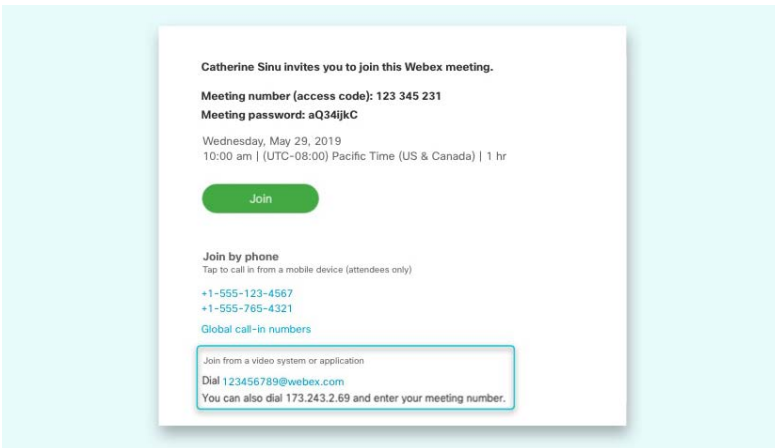 Catherine Sinu invites you to join this Webex meeting.
Meeting number (access code): 123 345 231
Meeting password: aQ34ijkC
Wednesday, May 29, 2019
10:00 am | (UTC-08:00) Pacific Time (US & Canada) | 1 hr
Join
Join by phone
Tap to call in from a mobile device (attendees only)
+1-555-123-4567
+1-555-765-4321
Global call-in numbers
Join from a video system or application
Dial 123456789@webex.com
You can also dial 173.243.2.69 and enter your meeting number.